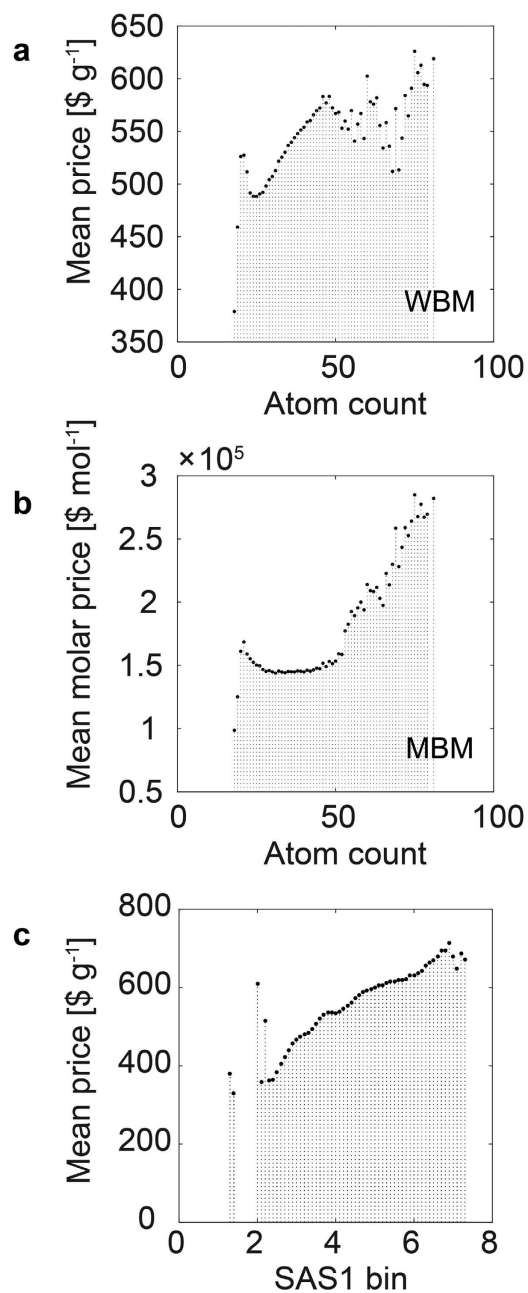 a
Mean price [$ g⁻¹]
650
600
550
500
450
400
350
WBM
0 50 100
Atom count
b
×10⁵
Mean molar price [$ mol⁻¹]
3
2.5
2
1.5
1
0.5
MBM
0 50 100
Atom count
c
Mean price [$ g⁻¹]
800
600
400
200
0
0 2 4 6 8
SAS1 bin